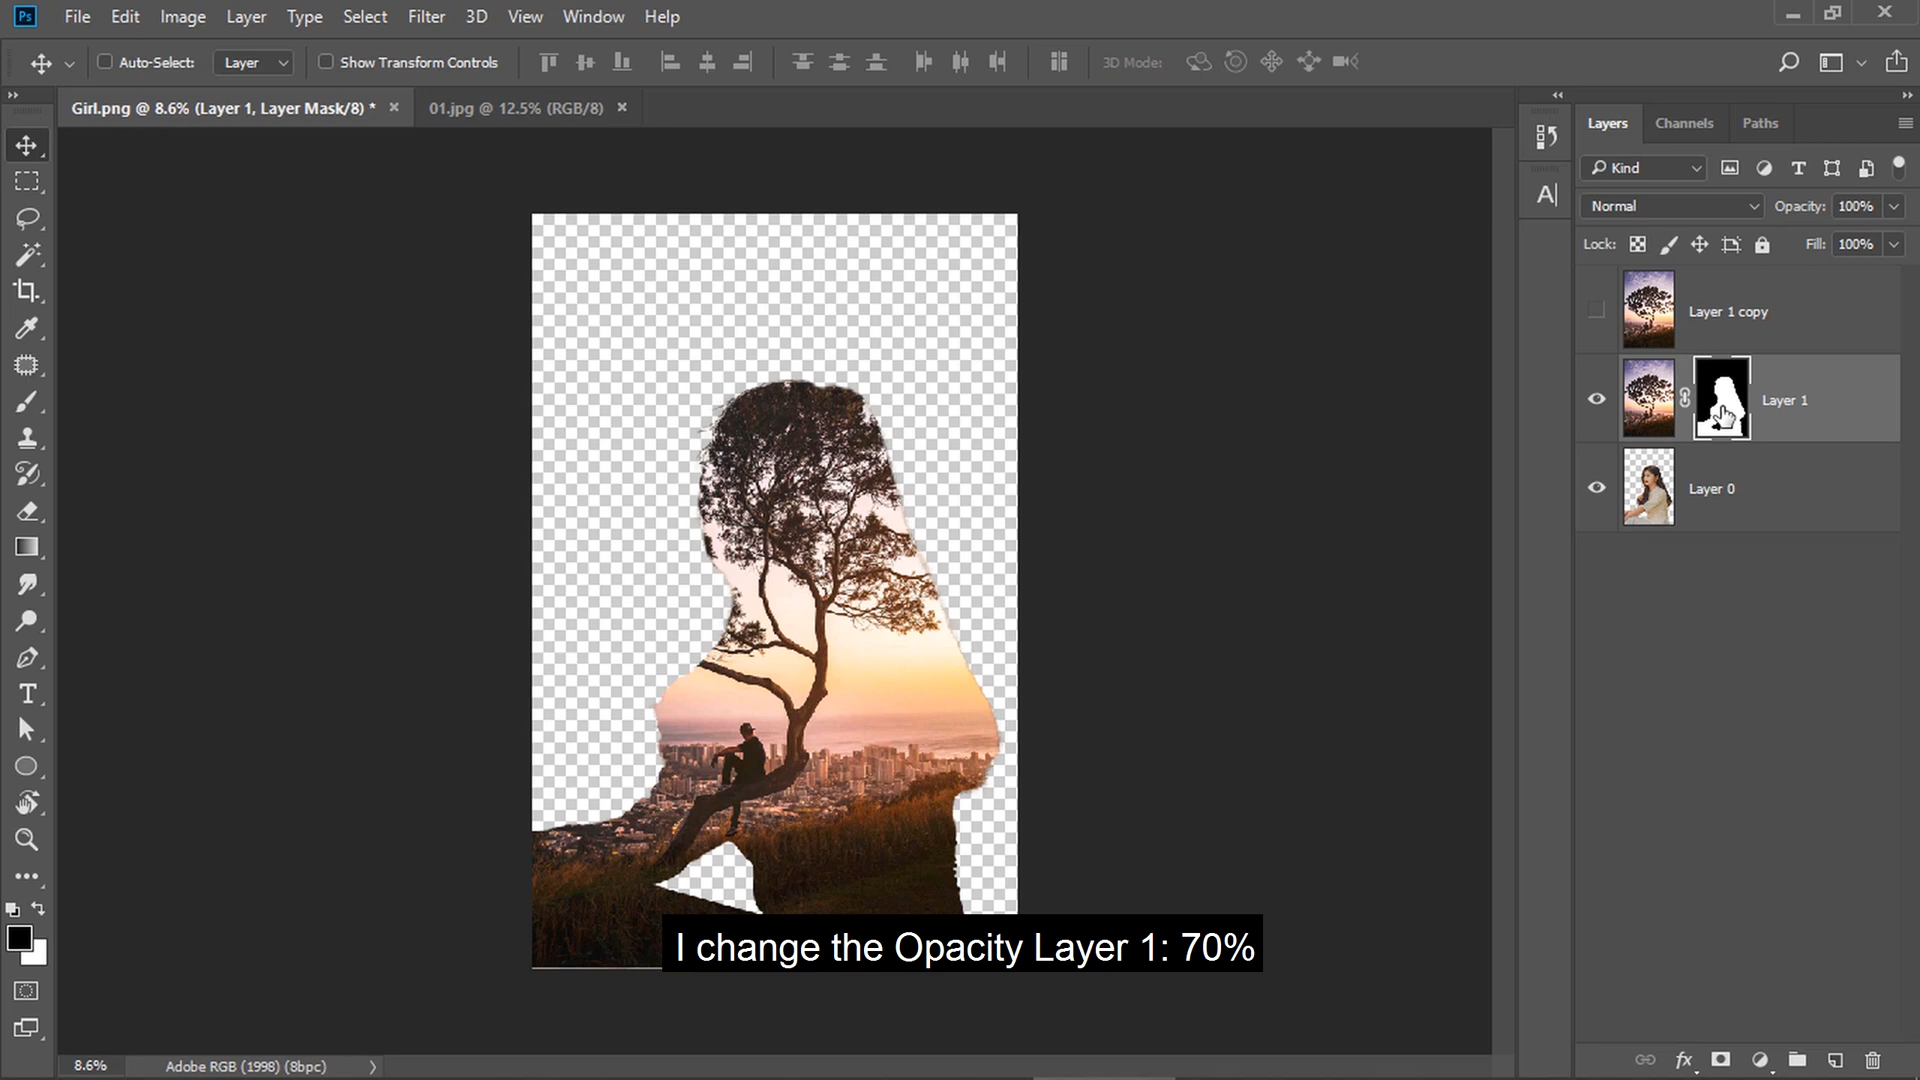 Ps File Edit Image Layer Type Select Filter 3D View Window Help
Auto-Select: Layer Show Transform Controls 3D Mode:
Girl.png @ 8.6% (Layer 1, Layer Mask/8) * 01.jpg @ 12.5% (RGB/8)
Layers Channels Paths
Kind
Normal Opacity: 100%
Lock: Fill: 100%
Layer 1 copy
Layer 1
Layer 0
I change the Opacity Layer 1: 70%
8.6% Adobe RGB (1998) (8bpc)